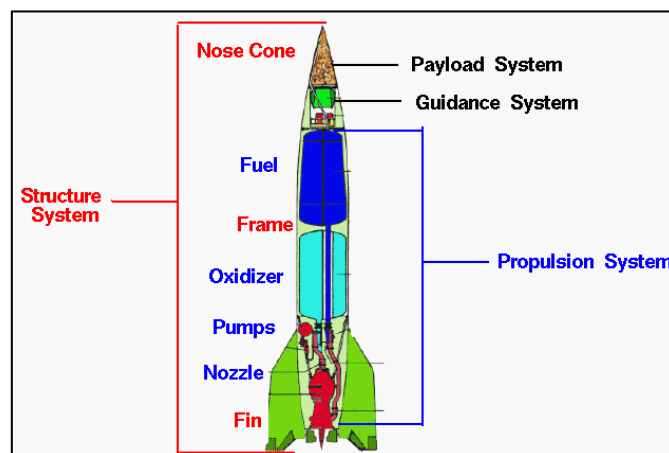 Nose Cone
Payload System
Guidance System
Fuel
Structure
System
Frame
Oxidizer
Propulsion System
Pumps
Nozzle
Fin